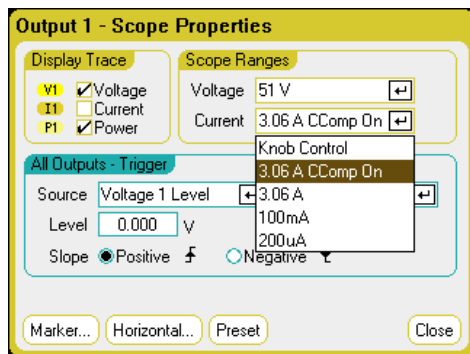 Output 1 - Scope Properties
Display Trace
V1 Voltage
I1 Current
P1 Power
Scope Ranges
Voltage 51 V
Current 3.06 A CComp On
Knob Control
3.06 A CComp On
3.06 A
100mA
200uA
All Outputs - Trigger
Source Voltage 1 Level
Level 0.000 V
Slope Positive Negative
Marker... Horizontal... Preset Close